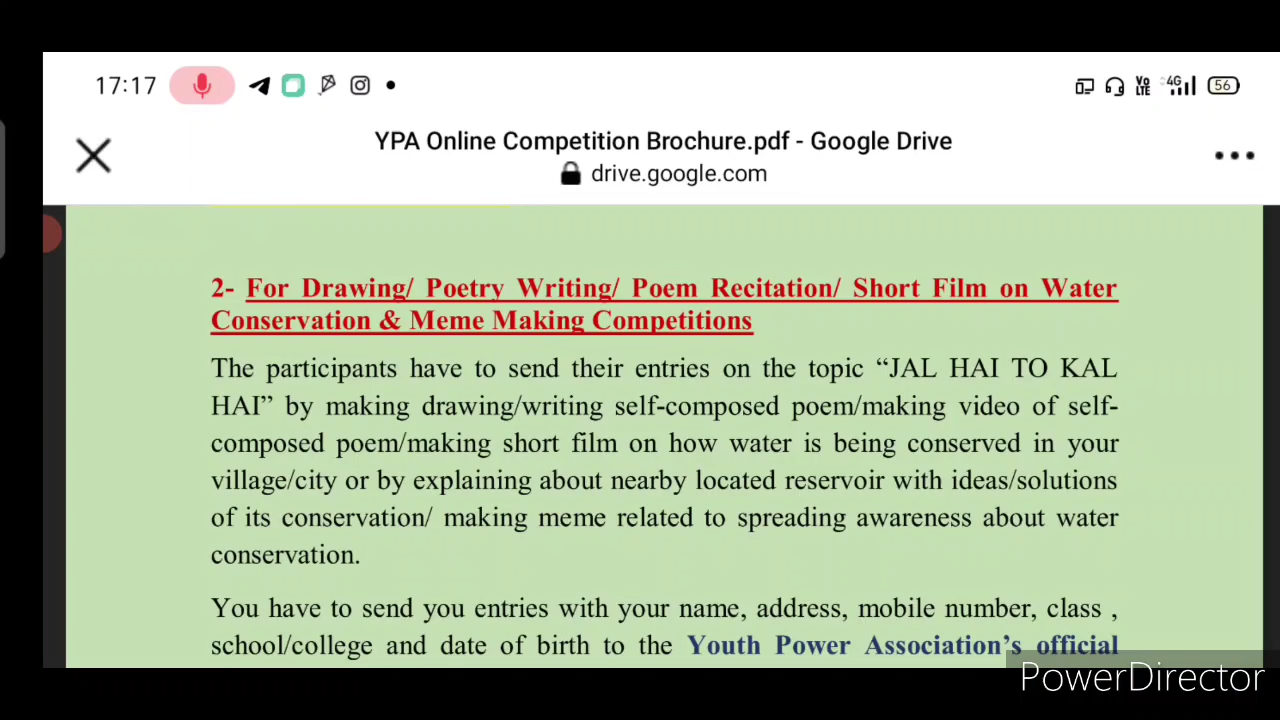 17:17 Vo LTE 4G 56
YPA Online Competition Brochure.pdf - Google Drive
drive.google.com
2- For Drawing/ Poetry Writing/ Poem Recitation/ Short Film on Water
Conservation & Meme Making Competitions
The participants have to send their entries on the topic “JAL HAI TO KAL
HAI” by making drawing/writing self-composed poem/making video of self-
composed poem/making short film on how water is being conserved in your
village/city or by explaining about nearby located reservoir with ideas/solutions
of its conservation/ making meme related to spreading awareness about water
conservation.
You have to send you entries with your name, address, mobile number, class ,
school/college and date of birth to the Youth Power Association’s official
PowerDirector